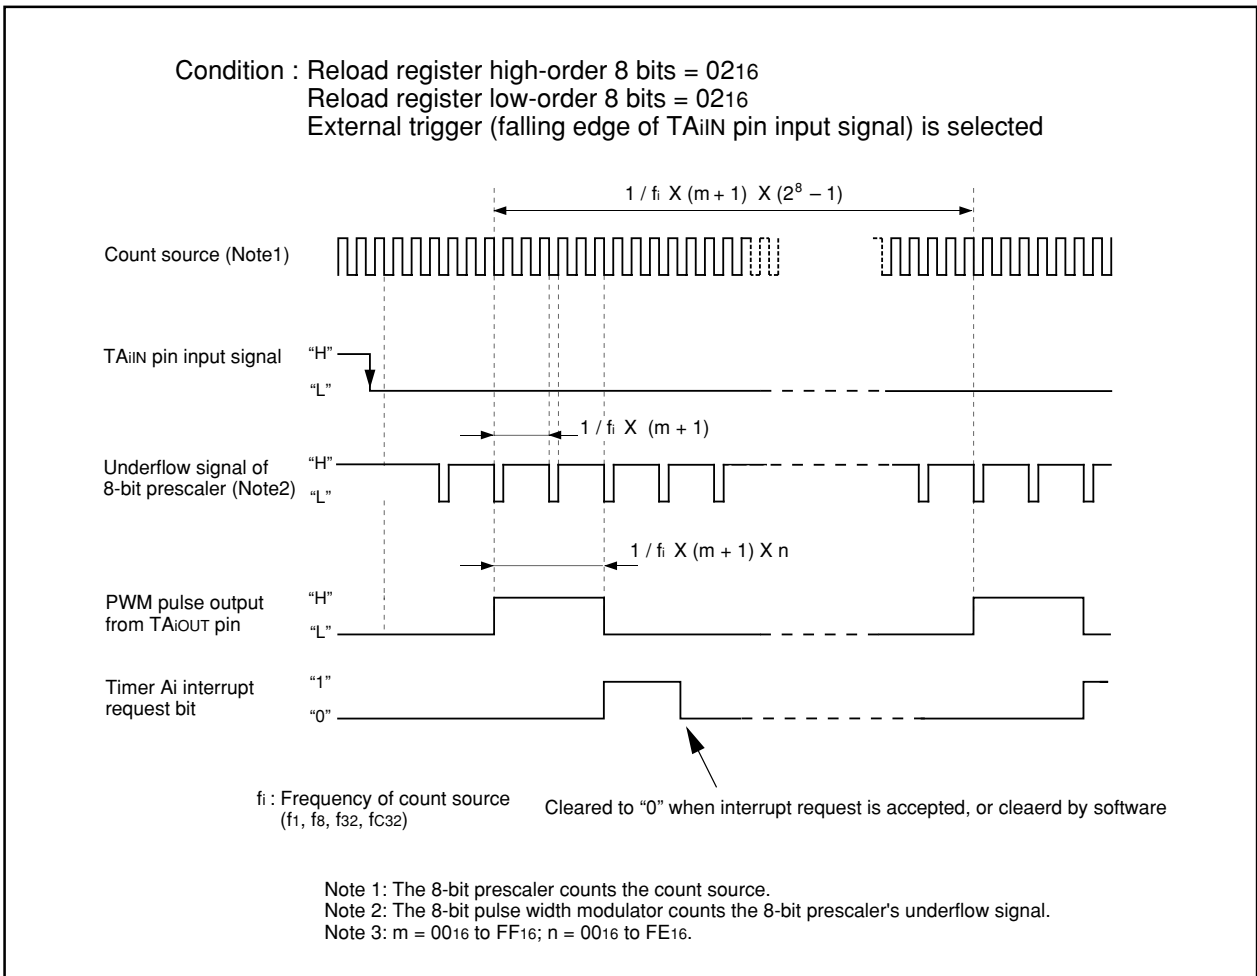 Condition : Reload register high-order 8 bits = 0216
Reload register low-order 8 bits = 0216
External trigger (falling edge of TAiIN pin input signal) is selected
1 / fi X (m + 1) X (2^8 – 1)
Count source (Note1)
TAiIN pin input signal
“H”
“L”
1 / fi X (m + 1)
Underflow signal of
8-bit prescaler (Note2)
“H”
“L”
1 / fi X (m + 1) X n
PWM pulse output
from TAiOUT pin
“H”
“L”
Timer Ai interrupt
request bit
“1”
“0”
fi : Frequency of count source
(f1, f8, f32, fC32)
Cleared to “0” when interrupt request is accepted, or cleaerd by software
Note 1: The 8-bit prescaler counts the count source.
Note 2: The 8-bit pulse width modulator counts the 8-bit prescaler's underflow signal.
Note 3: m = 0016 to FF16; n = 0016 to FE16.